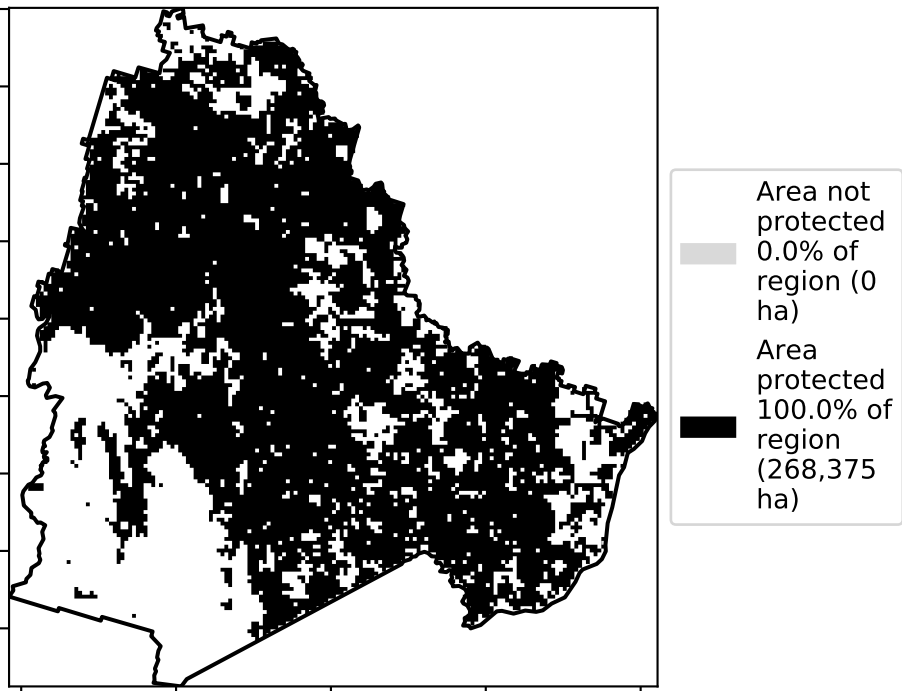 Area not
protected
0.0% of
region (0
ha)
Area
protected
100.0% of
region
(268,375
ha)